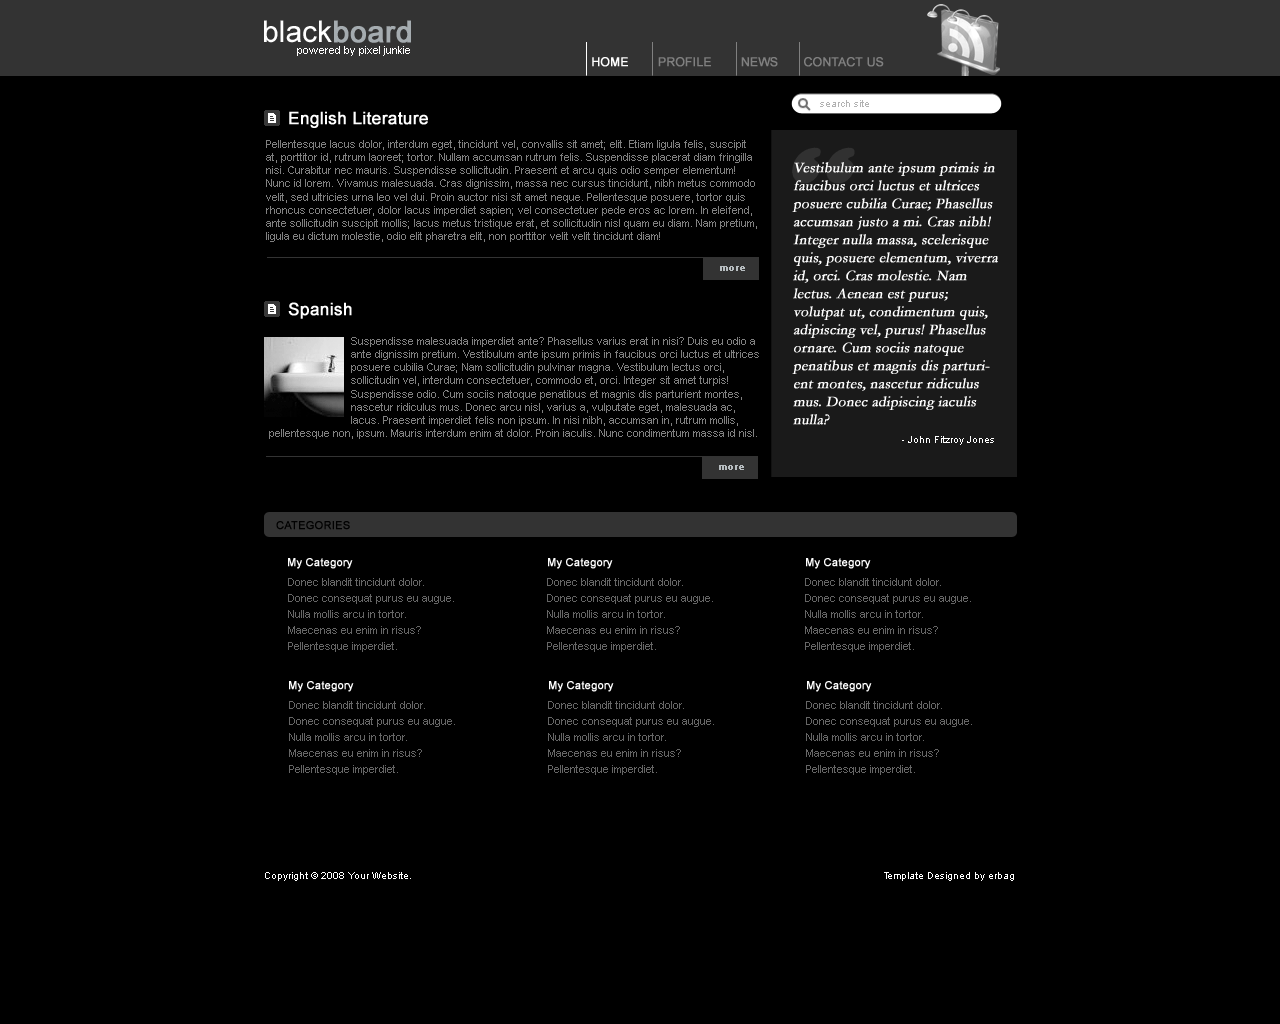 blackboard
powered by pixel junkie
HOME PROFILE NEWS CONTACT US
search site
English Literature
Pellentesque lacus dolor, interdum eget, tincidunt vel, convallis sit amet; elit. Etiam ligula felis, suscipit
at, porttitor id, rutrum laoreet; tortor. Nullam accumsan rutrum felis. Suspendisse placerat diam fringilla
nisi. Curabitur nec mauris. Suspendisse sollicitudin. Praesent et arcu quis odio semper elementum!
Nunc id lorem. Vivamus malesuada. Cras dignissim, massa nec cursus tincidunt, nibh metus commodo
velit, sed ultricies urna leo vel dui. Proin auctor nisi sit amet neque. Pellentesque posuere, tortor quis
rhoncus consectetuer, dolor lacus imperdiet sapien; vel consectetuer pede eros ac lorem. In eleifend,
ante sollicitudin suscipit mollis; lacus metus tristique erat, et sollicitudin nisl quam eu diam. Nam pretium,
ligula eu dictum molestie, odio elit pharetra elit, non porttitor velit velit tincidunt diam!
more
Spanish
Suspendisse malesuada imperdiet ante? Phasellus varius erat in nisi? Duis eu odio a
ante dignissim pretium. Vestibulum ante ipsum primis in faucibus orci luctus et ultrices
posuere cubilia Curae; Nam sollicitudin pulvinar magna. Vestibulum lectus orci,
sollicitudin vel, interdum consectetuer, commodo et, orci. Integer sit amet turpis!
Suspendisse odio. Cum sociis natoque penatibus et magnis dis parturient montes,
nascetur ridiculus mus. Donec arcu nisl, varius a, vulputate eget, malesuada ac,
lacus. Praesent imperdiet felis non ipsum. In nisi nibh, accumsan in, rutrum mollis,
pellentesque non, ipsum. Mauris interdum enim at dolor. Proin iaculis. Nunc condimentum massa id nisl.
more
Vestibulum ante ipsum primis in
faucibus orci luctus et ultrices
posuere cubilia Curae; Phasellus
accumsan justo a mi. Cras nibh!
Integer nulla massa, scelerisque
quis, posuere elementum, viverra
id, orci. Cras molestie. Nam
lectus. Aenean est purus;
volutpat ut, condimentum quis,
adipiscing vel, purus! Phasellus
ornare. Cum sociis natoque
penatibus et magnis dis parturi-
ent montes, nascetur ridiculus
mus. Donec adipiscing iaculis
nulla?
- John Fitzroy Jones
CATEGORIES
My Category My Category My Category
Donec blandit tincidunt dolor. Donec blandit tincidunt dolor. Donec blandit tincidunt dolor.
Donec consequat purus eu augue. Donec consequat purus eu augue. Donec consequat purus eu augue.
Nulla mollis arcu in tortor. Nulla mollis arcu in tortor. Nulla mollis arcu in tortor.
Maecenas eu enim in risus? Maecenas eu enim in risus? Maecenas eu enim in risus?
Pellentesque imperdiet. Pellentesque imperdiet. Pellentesque imperdiet.
My Category My Category My Category
Donec blandit tincidunt dolor. Donec blandit tincidunt dolor. Donec blandit tincidunt dolor.
Donec consequat purus eu augue. Donec consequat purus eu augue. Donec consequat purus eu augue.
Nulla mollis arcu in tortor. Nulla mollis arcu in tortor. Nulla mollis arcu in tortor.
Maecenas eu enim in risus? Maecenas eu enim in risus? Maecenas eu enim in risus?
Pellentesque imperdiet. Pellentesque imperdiet. Pellentesque imperdiet.
Copyright © 2008 Your Website. Template Designed by erbag